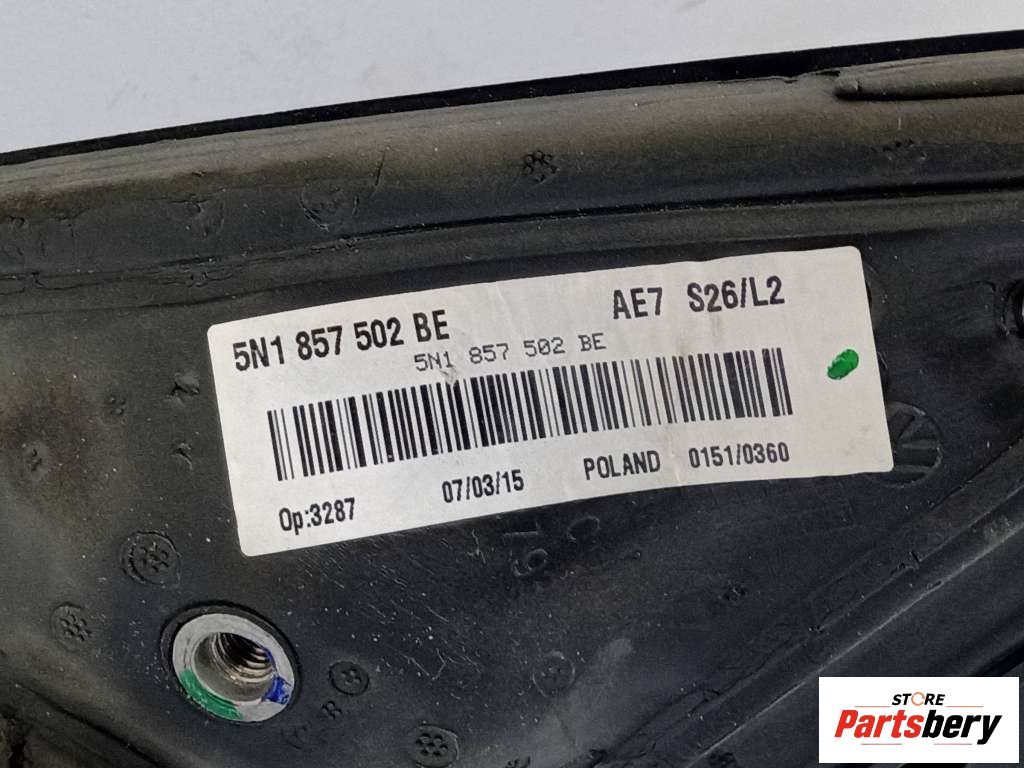 5N1 857 502 BE AE7 S26/L2
5N1 857 502 BE
Op:3287 07/03/15 POLAND 0151/0360
STORE
Partsbery